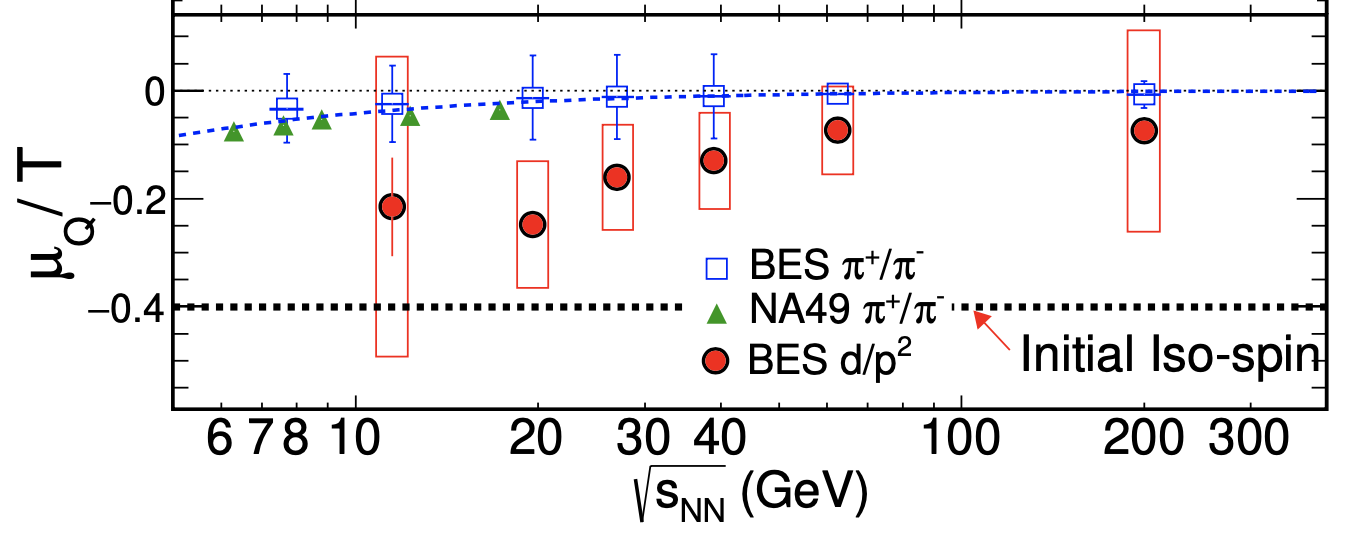 0
−0.2
−0.4
μQ/ T
BES π+/π-
NA49 π+/π-
BES d/p2
Initial Iso-spin
6 7 8 10 20 30 40 100 200 300
√sNN (GeV)